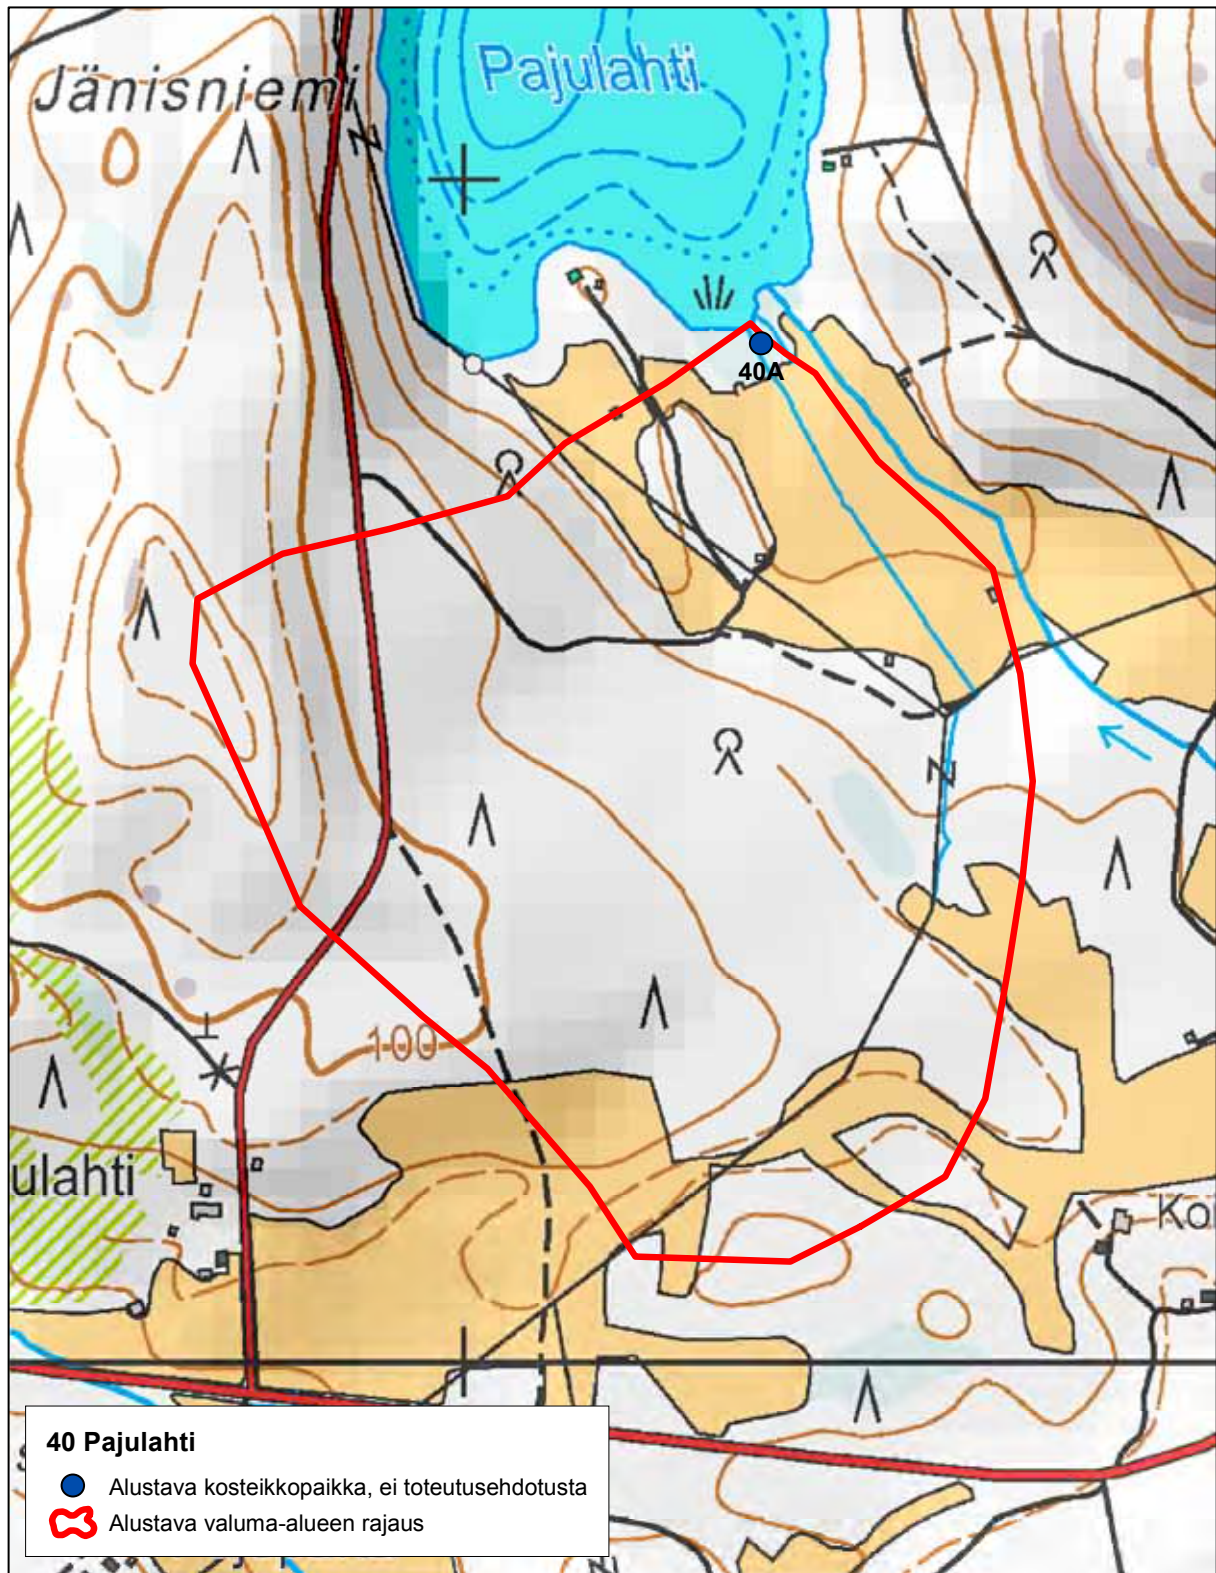 Pajulahti
Jänisniemi
40A
100
ulahti
Ko
40 Pajulahti
Alustava kosteikkopaikka, ei toteutusehdotusta
Alustava valuma-alueen rajaus